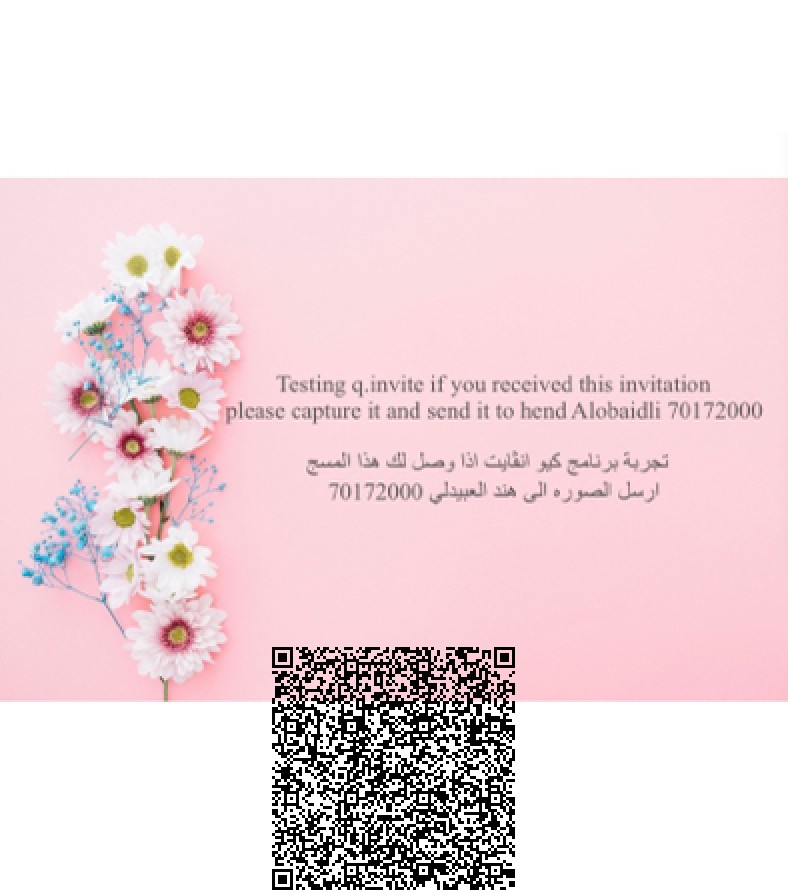 Testing q.invite if you received this invitation
please capture it and send it to hend Alobaidli 70172000
تجربة برنامج كيو انڤايت اذا وصل لك هذا المسج
ارسل الصوره الى هند العبيدلي 70172000